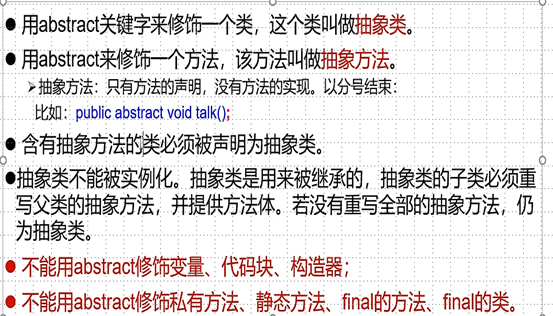 ●用abstract关键字来修饰一个类，这个类叫做抽象类。
●用abstract来修饰一个方法，该方法叫做抽象方法。
➢抽象方法：只有方法的声明，没有方法的实现。以分号结束：
比如：public abstract void talk();
●含有抽象方法的类必须被声明为抽象类。
●抽象类不能被实例化。抽象类是用来被继承的，抽象类的子类必须重
写父类的抽象方法，并提供方法体。若没有重写全部的抽象方法，仍
为抽象类。
●不能用abstract修饰变量、代码块、构造器；
●不能用abstract修饰私有方法、静态方法、final的方法、final的类。